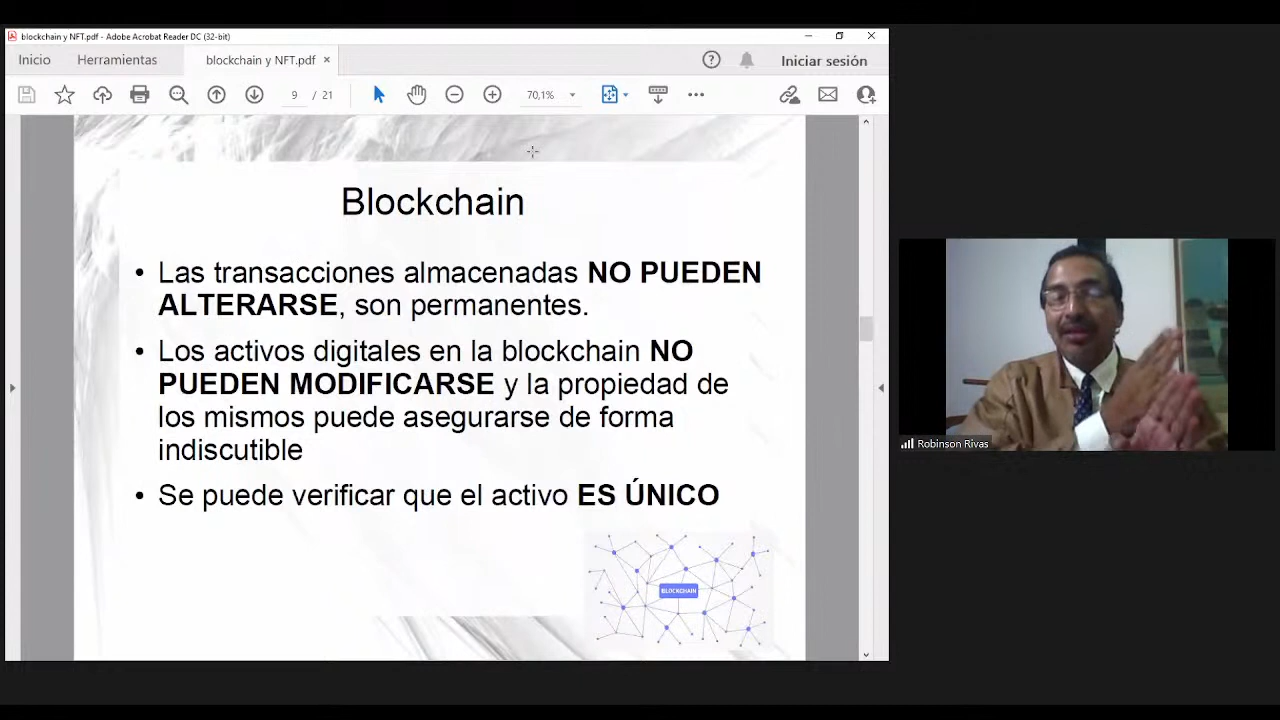 blockchain y NFT.pdf - Adobe Acrobat Reader DC (32-bit)
Inicio Herramientas blockchain y NFT.pdf × Iniciar sesión
9 / 21 70,1%
Blockchain
• Las transacciones almacenadas NO PUEDEN
ALTERARSE, son permanentes.
• Los activos digitales en la blockchain NO
PUEDEN MODIFICARSE y la propiedad de
los mismos puede asegurarse de forma
indiscutible
• Se puede verificar que el activo ES ÚNICO
BLOCKCHAIN
Robinson Rivas